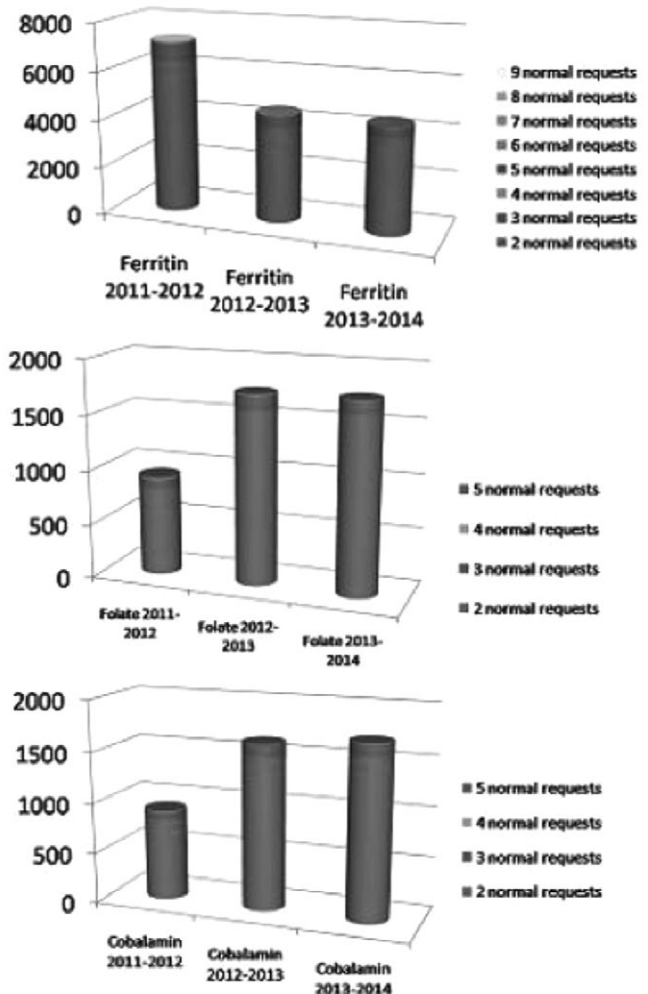 8000
6000
4000
2000
0
Ferritin
2011-2012
Ferritin
2012-2013
Ferritin
2013-2014
9 normal requests
8 normal requests
7 normal requests
6 normal requests
5 normal requests
4 normal requests
3 normal requests
2 normal requests
2000
1500
1000
500
0
Folate 2011-
2012
Folate 2012-
2013
Folate 2013-
2014
5 normal requests
4 normal requests
3 normal requests
2 normal requests
2000
1500
1000
500
0
Cobalamin
2011-2012
Cobalamin
2012-2013
Cobalamin
2013-2014
5 normal requests
4 normal requests
3 normal requests
2 normal requests